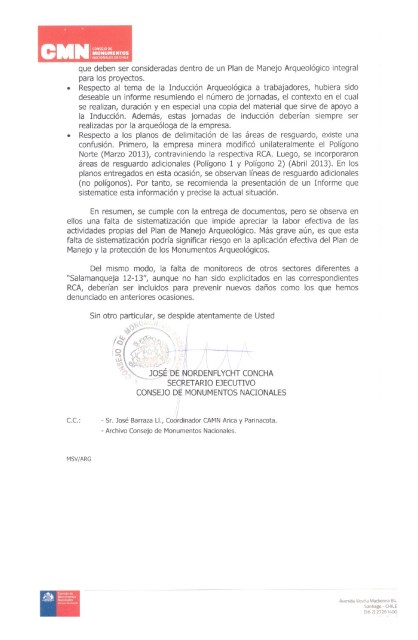 CMN CONSEJO DE
MONUMENTOS
NACIONALES DE CHILE
que deben ser consideradas dentro de un Plan de Manejo Arqueológico integral
para los proyectos.
• Respecto al tema de la Inducción Arqueológica a trabajadores, hubiera sido
deseable un informe resumiendo el número de jornadas, el contexto en el cual
se realizan, duración y en especial una copia del material que sirve de apoyo a
la Inducción. Además, estas jornadas de inducción deberían siempre ser
realizadas por la arqueóloga de la empresa.
• Respecto a los planos de delimitación de las áreas de resguardo, existe una
confusión. Primero, la empresa minera modificó unilateralmente el Polígono
Norte (Marzo 2013), contraviniendo la respectiva RCA. Luego, se incorporaron
áreas de resguardo adicionales (Polígono 1 y Polígono 2) (Abril 2013). En los
planos entregados en esta ocasión, se observan líneas de resguardo adicionales
(no polígonos). Por tanto, se recomienda la presentación de un Informe que
sistematice esta información y precise la actual situación.
En resumen, se cumple con la entrega de documentos, pero se observa en
ellos una falta de sistematización que impide apreciar la labor efectiva de las
actividades propias del Plan de Manejo Arqueológico. Más grave aún, es que esta
falta de sistematización podría significar riesgo en la aplicación efectiva del Plan de
Manejo y la protección de los Monumentos Arqueológicos.
Del mismo modo, la falta de monitoreos de otros sectores diferentes a
"Salamanqueja 12-13", aunque no han sido explicitados en las correspondientes
RCA, deberían ser incluidos para prevenir nuevos daños como los que hemos
denunciado en anteriores ocasiones.
Sin otro particular, se despide atentamente de Usted
JOSÉ DE NORDENFLYCHT CONCHA
SECRETARIO EJECUTIVO
CONSEJO DE MONUMENTOS NACIONALES
C.C.: - Sr. José Barraza Ll., Coordinador CAMN Arica y Parinacota.
- Archivo Consejo de Monumentos Nacionales.
MSV/ARG
Consejo de
Monumentos
Nacionales
Santiago - CHILE